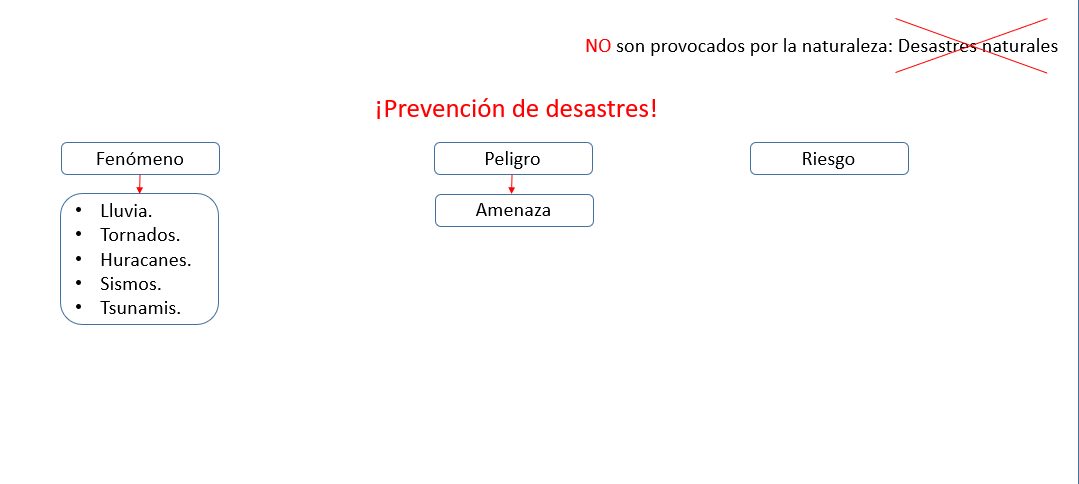 NO son provocados por la naturaleza: Desastres naturales
¡Prevención de desastres!
Fenómeno
Peligro
Riesgo
Amenaza
• Lluvia.
• Tornados.
• Huracanes.
• Sismos.
• Tsunamis.